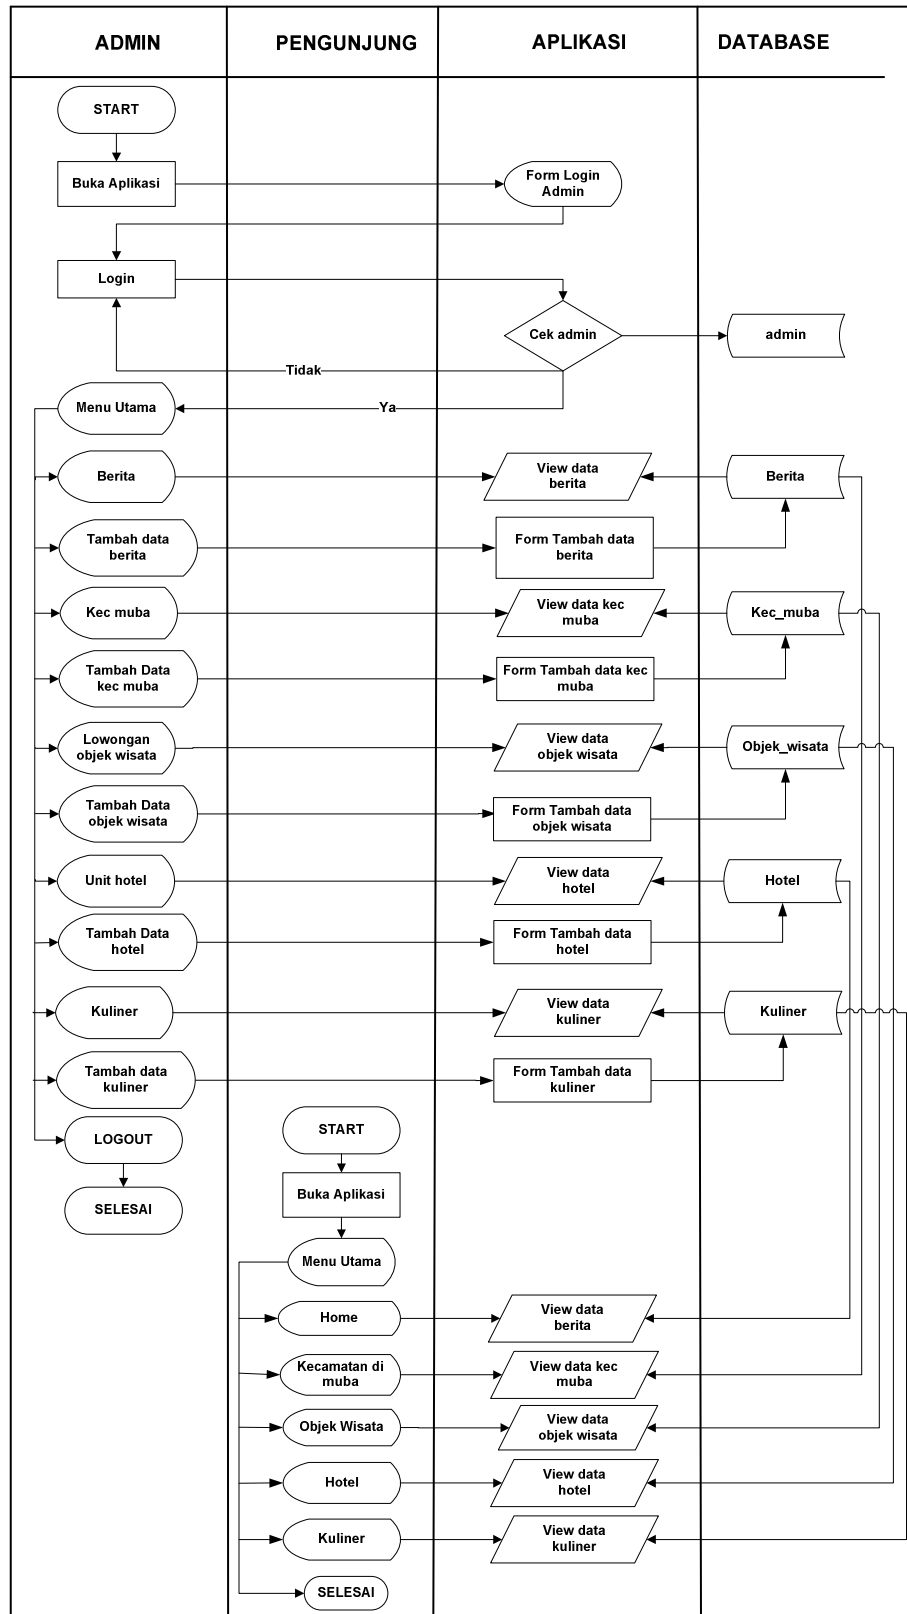 ADMIN
PENGUNJUNG
APLIKASI
DATABASE
START
Buka Aplikasi
Form Login
Admin
Login
Cek admin
admin
Tidak
Menu Utama
Ya
Berita
View data
berita
Berita
Tambah data
berita
Form Tambah data
berita
Kec muba
View data kec
muba
Kec_muba
Tambah Data
kec muba
Form Tambah data kec
muba
Lowongan
objek wisata
View data
objek wisata
Objek_wisata
Tambah Data
objek wisata
Form Tambah data
objek wisata
Unit hotel
View data
hotel
Hotel
Tambah Data
hotel
Form Tambah data
hotel
Kuliner
View data
kuliner
Kuliner
Tambah data
kuliner
Form Tambah data
kuliner
LOGOUT
SELESAI
START
Buka Aplikasi
Menu Utama
Home
View data
berita
Kecamatan di
muba
View data kec
muba
Objek Wisata
View data
objek wisata
Hotel
View data
hotel
Kuliner
View data
kuliner
SELESAI